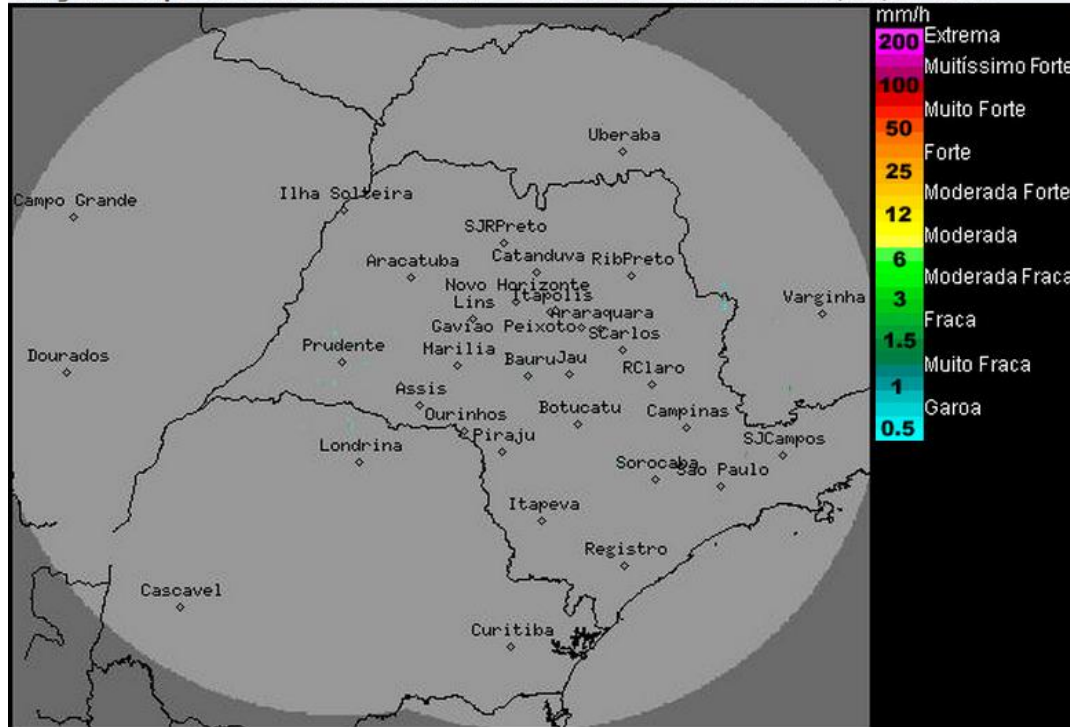 mm/h
200 Extrema
Muitíssimo Forte
100
Muito Forte
50
Forte
25
Moderada Forte
12
Moderada
6
Moderada Fraca
3
Fraca
1.5
Muito Fraca
1
Garoa
0.5
Uberaba
Campo Grande
Ilha Solteira
SJRPreto
Aracatuba
Catanduva
RibPreto
Novo Horizonte
Lins
Itapolis
Araraquara
Varginha
Gaviao Peixoto
SCarlos
Prudente
Marilia
Bauru
Jau
Dourados
RClaro
Assis
Ourinhos
Botucatu
Campinas
Londrina
Piraju
SJCampos
Sorocaba
Sao Paulo
Itapeva
Registro
Cascavel
Curitiba